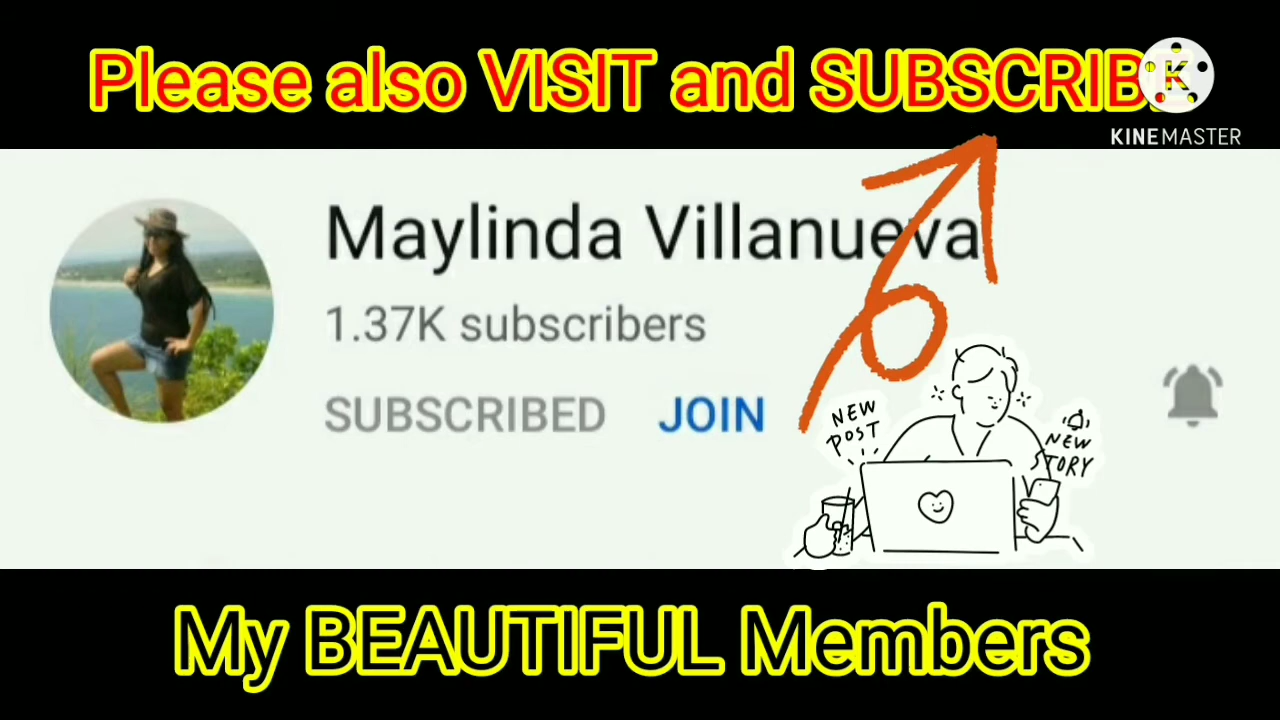 Please also VISIT and SUBSCRIB
K
KINEMASTER
Maylinda Villanueva
1.37K subscribers
SUBSCRIBED JOIN
NEW
POST
NEW
STORY
My BEAUTIFUL Members